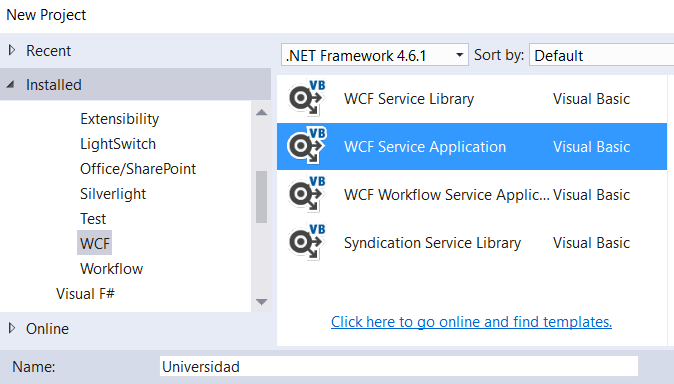 New Project
Recent
.NET Framework 4.6.1 Sort by: Default
Installed
Extensibility
LightSwitch
Office/SharePoint
Silverlight
Test
WCF
Workflow
Visual F#
Online
VB WCF Service Library Visual Basic
VB WCF Service Application Visual Basic
VB WCF Workflow Service Applic... Visual Basic
VB Syndication Service Library Visual Basic
Click here to go online and find templates.
Name: Universidad